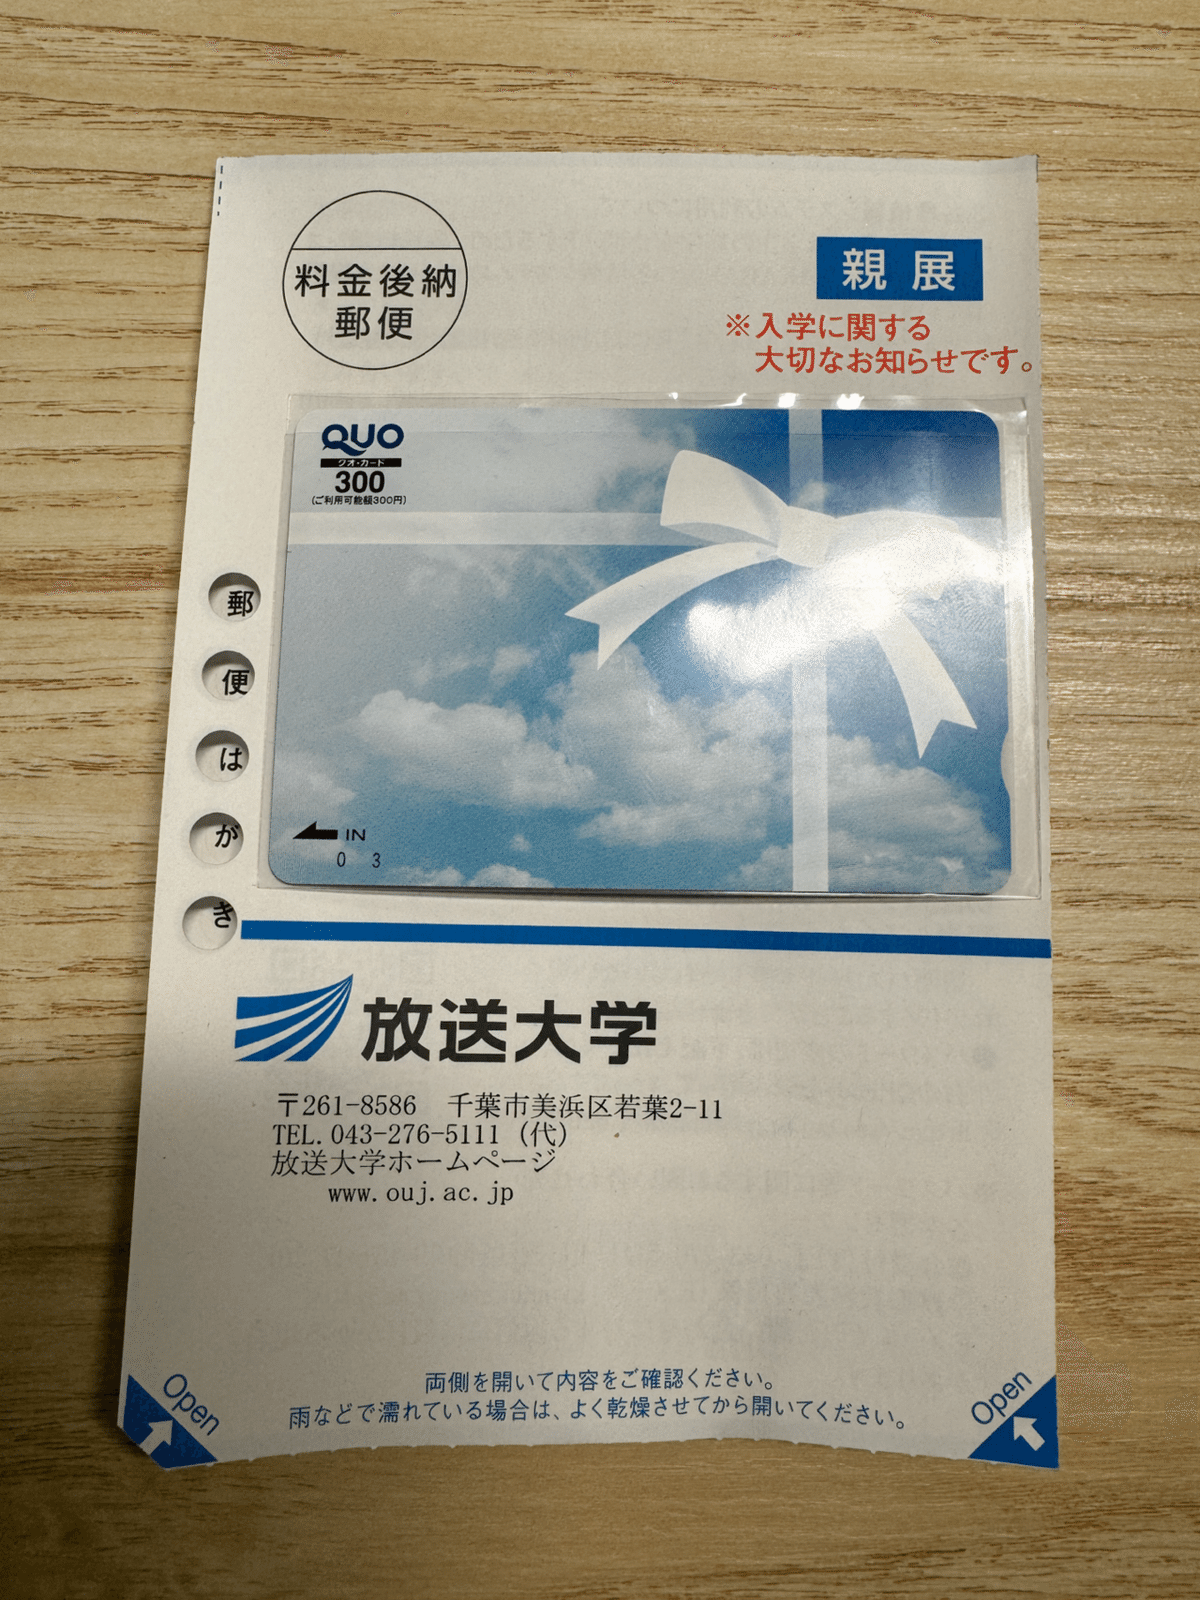 料金後納
郵便
親展
※入学に関する
大切なお知らせです。
QUO
クオ・カード
300
(ご利用可能額300円)
IN
0 3
郵便はがき
放送大学
〒261-8586 千葉市美浜区若葉2-11
TEL.043-276-5111 (代)
放送大学ホームページ
www.ouj.ac.jp
両側を開いて内容をご確認ください。
雨などで濡れている場合は、よく乾燥させてから開いてください。
Open
Open